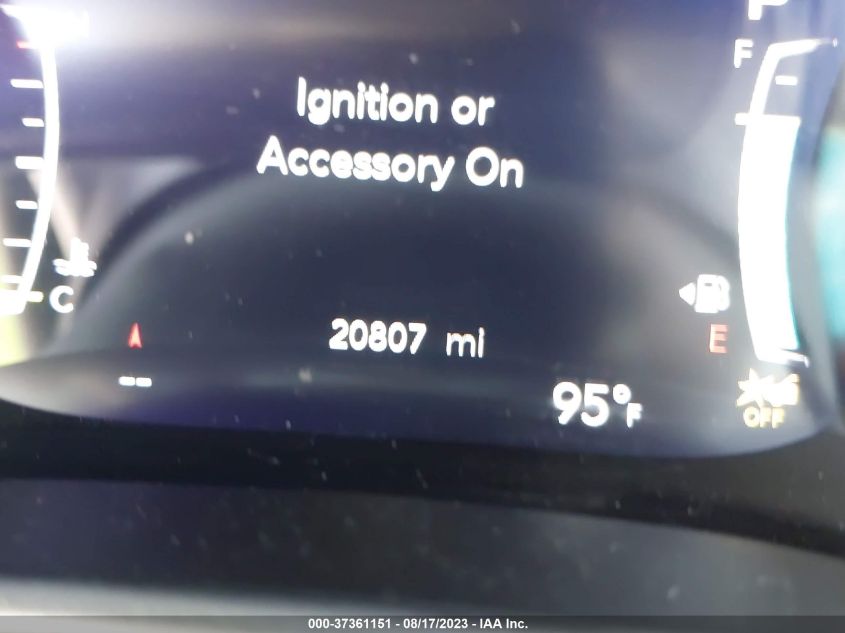 P
F
Ignition or
Accessory On
C
20807 mi
E
A
--
95°F
OFF
000-37361151 - 08/17/2023 - IAA Inc.